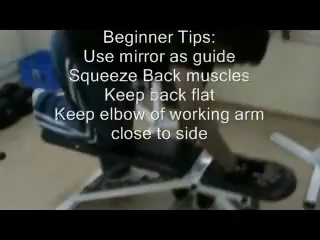 Beginner Tips:
Use mirror as guide
Squeeze Back muscles
Keep back flat
Keep elbow of working arm
close to side